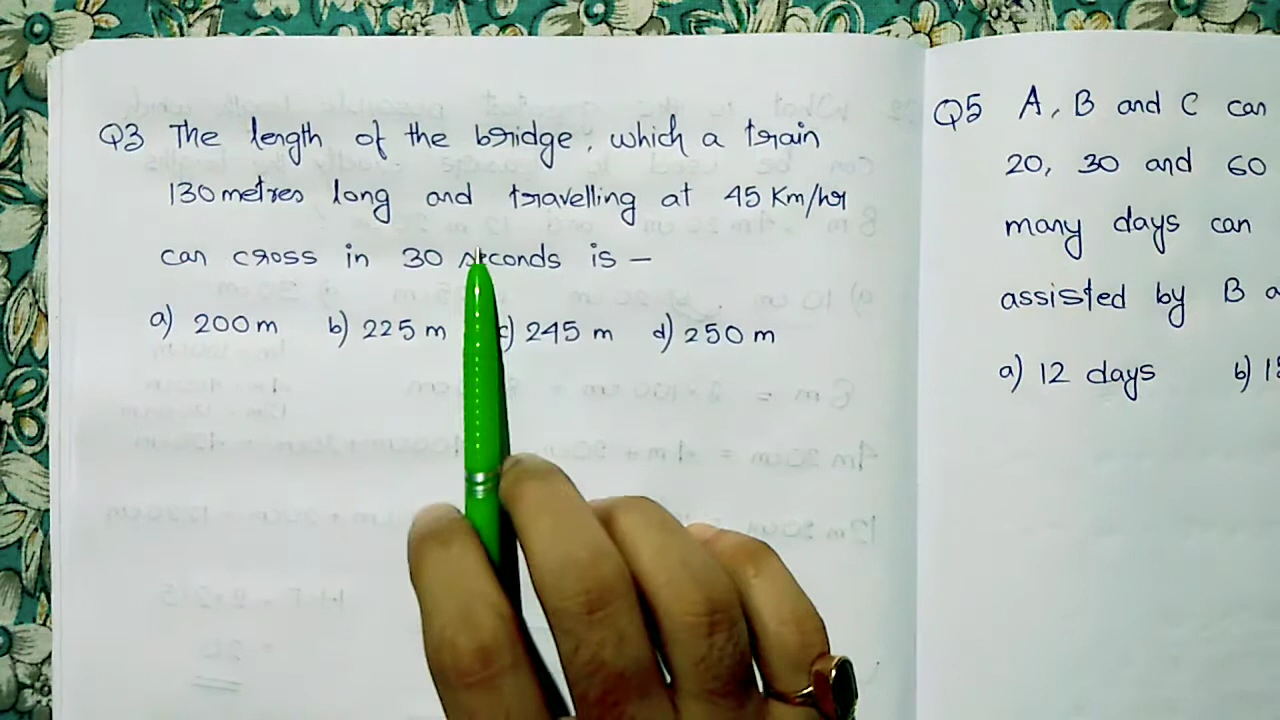 Q3 The length of the bridge, which a train
130 metres long and travelling at 45 Km/hr
can cross in 30 seconds is –
a) 200 m b) 225 m c) 245 m d) 250 m
Q5 A, B and C can
20, 30 and 60
many days can
assisted by B
a) 12 days b)